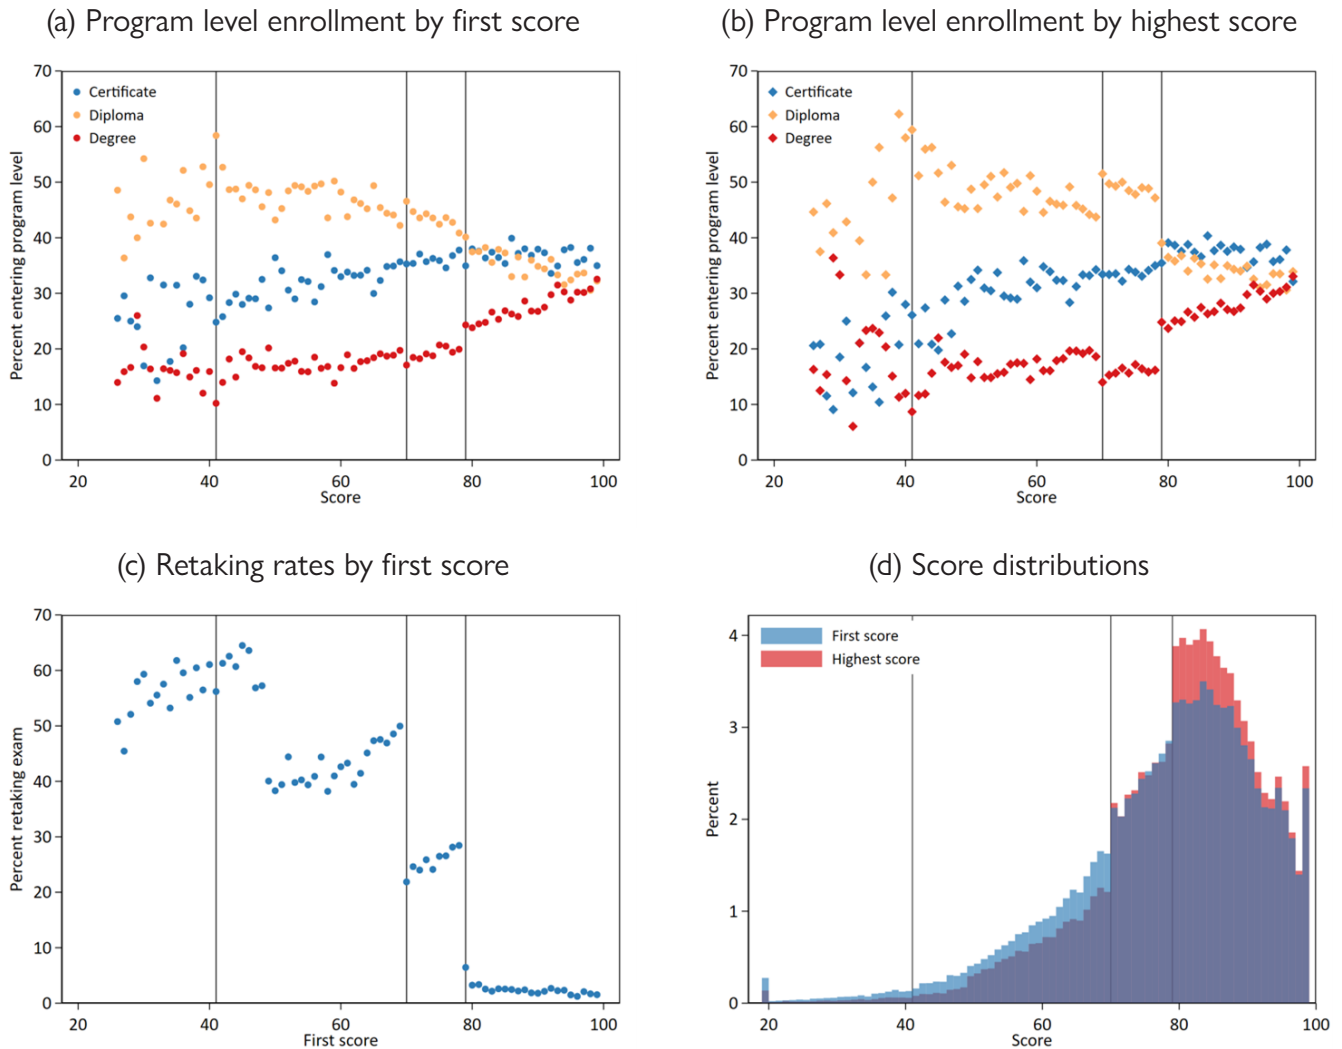 (a) Program level enrollment by first score
70
60
50
40
30
20
10
0
Percent entering program level
Certificate
Diploma
Degree
20
40
60
80
100
Score
(b) Program level enrollment by highest score
70
60
50
40
30
20
10
0
Percent entering program level
Certificate
Diploma
Degree
20
40
60
80
100
Score
(c) Retaking rates by first score
70
60
50
40
30
20
10
0
Percent retaking exam
20
40
60
80
100
First score
(d) Score distributions
4
3
2
1
0
Percent
First score
Highest score
20
40
60
80
100
Score